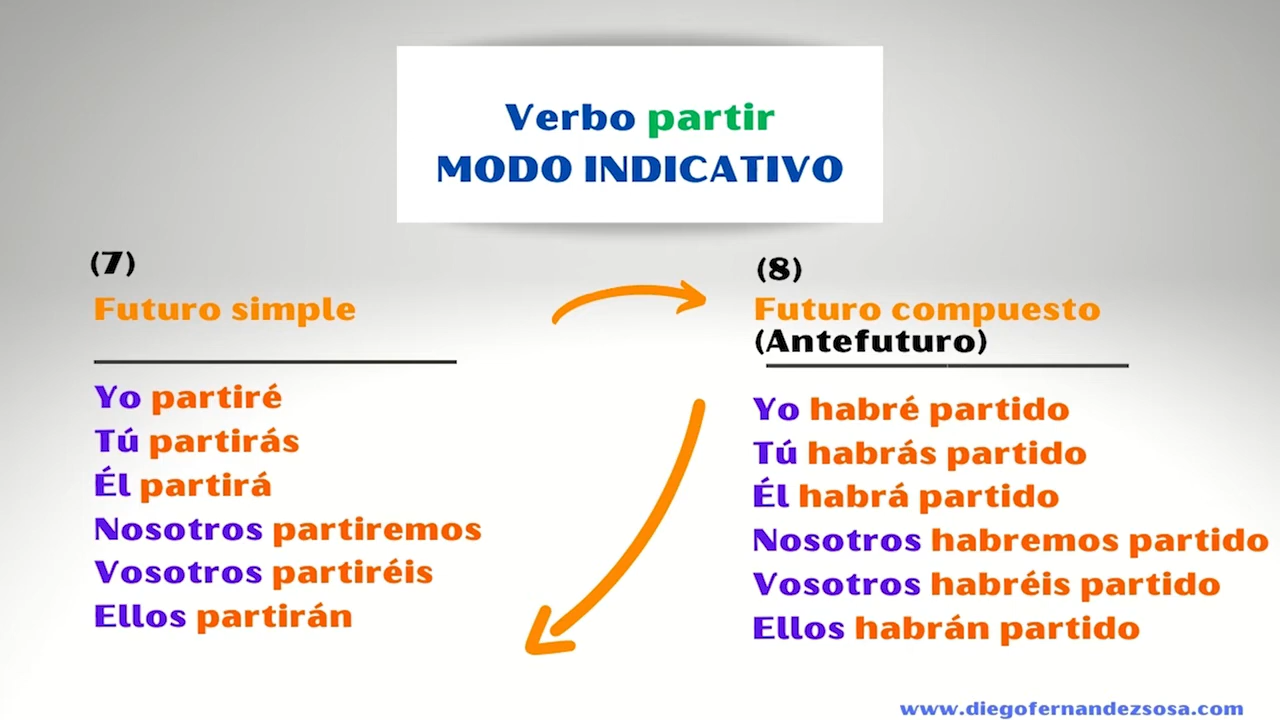 Verbo partir
MODO INDICATIVO
(7)
Futuro simple
Yo partiré
Tú partirás
Él partirá
Nosotros partiremos
Vosotros partiréis
Ellos partirán
(8)
Futuro compuesto
(Antefuturo)
Yo habré partido
Tú habrás partido
Él habrá partido
Nosotros habremos partido
Vosotros habréis partido
Ellos habrán partido
www.diegofernandezsosa.com